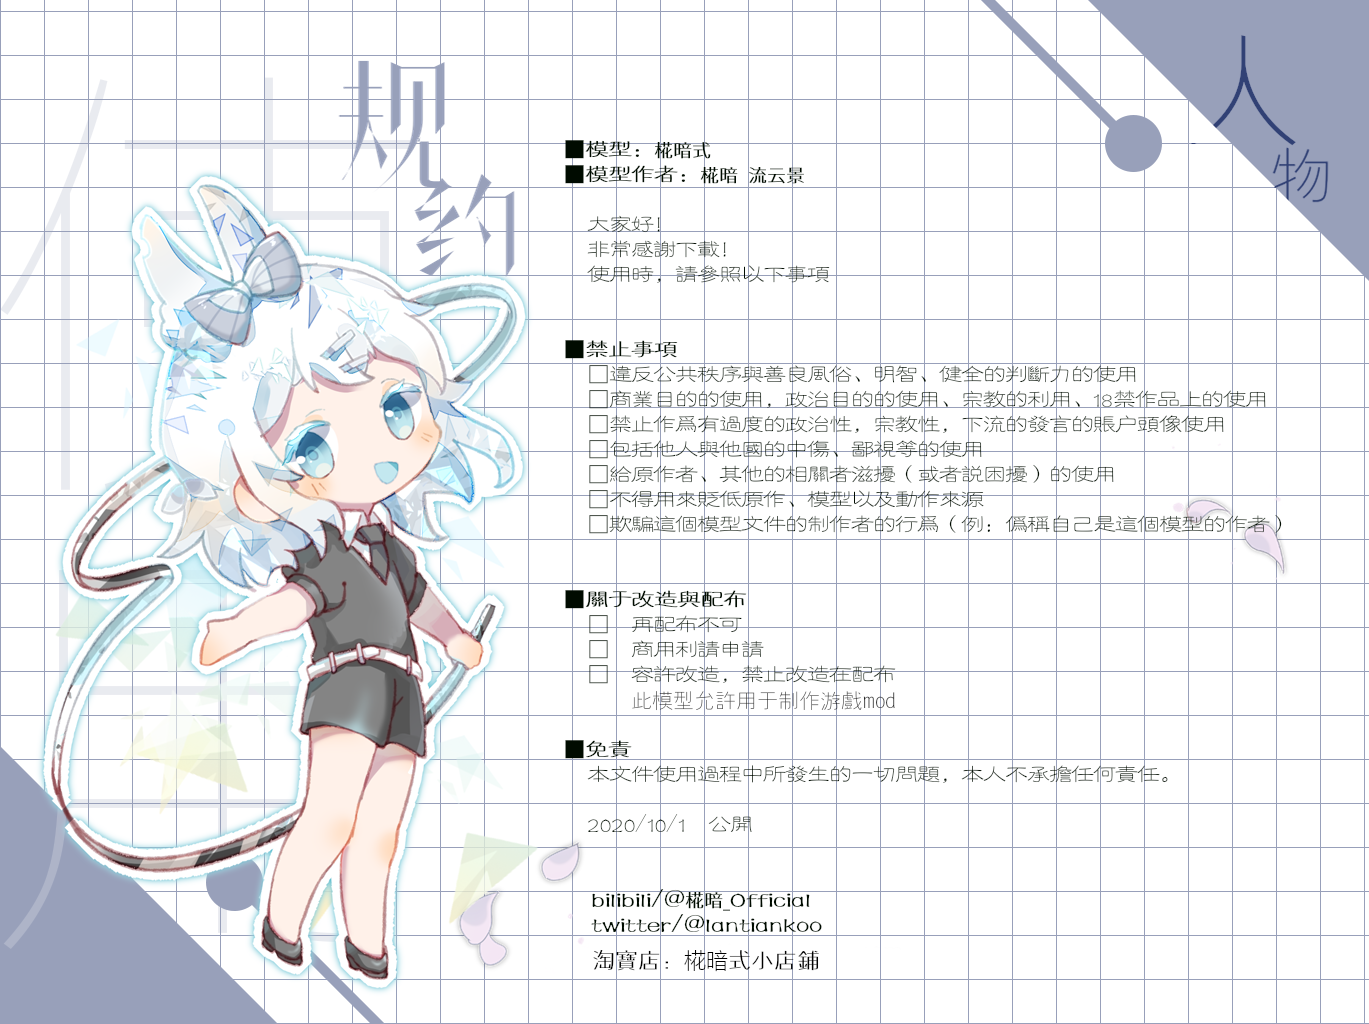 规约
人物
使
■模型：椛暗式
■模型作者：椛暗 流云景
大家好！
非常感謝下載！
使用時，請參照以下事項
■禁止事項
□違反公共秩序與善良風俗、明智、健全的判斷力的使用
□商業目的的使用，政治目的的使用、宗教的利用、18禁作品上的使用
□禁止作爲有過度的政治性，宗教性，下流的發言的賬户頭像使用
□包括他人與他國的中傷、鄙視等的使用
□給原作者、其他的相關者滋擾（或者説困擾）的使用
□不得用來貶低原作、模型以及動作來源
□欺騙這個模型文件的制作者的行爲（例：僞稱自己是這個模型的作者）
■關于改造與配布
□ 再配布不可
□ 商用利請申請
□ 容許改造，禁止改造在配布
此模型允許用于制作游戲mod
■免責
本文件使用過程中所發生的一切問題，本人不承擔任何責任。
2020/10/1 公開
bilibili/@椛暗_Official
twitter/@lantiankoo
淘寶店：椛暗式小店鋪